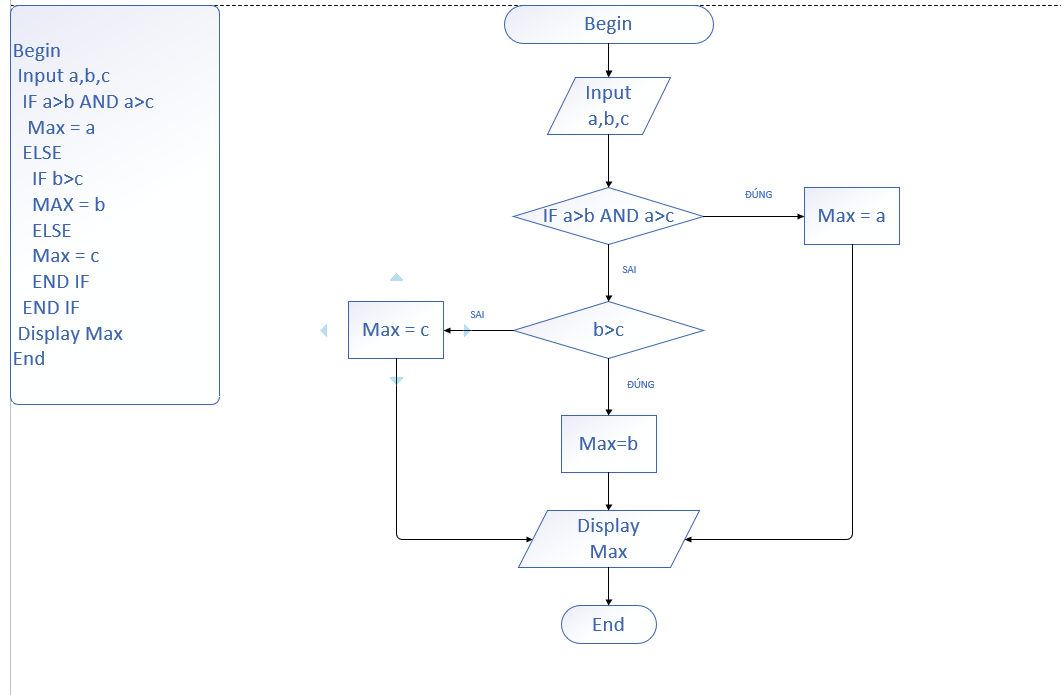 Begin
Input a,b,c
IF a>b AND a>c
Max = a
ELSE
IF b>c
MAX = b
ELSE
Max = c
END IF
END IF
Display Max
End
Begin
Input
a,b,c
IF a>b AND a>c
ĐÚNG
Max = a
SAI
b>c
SAI
Max = c
ĐÚNG
Max=b
Display
Max
End